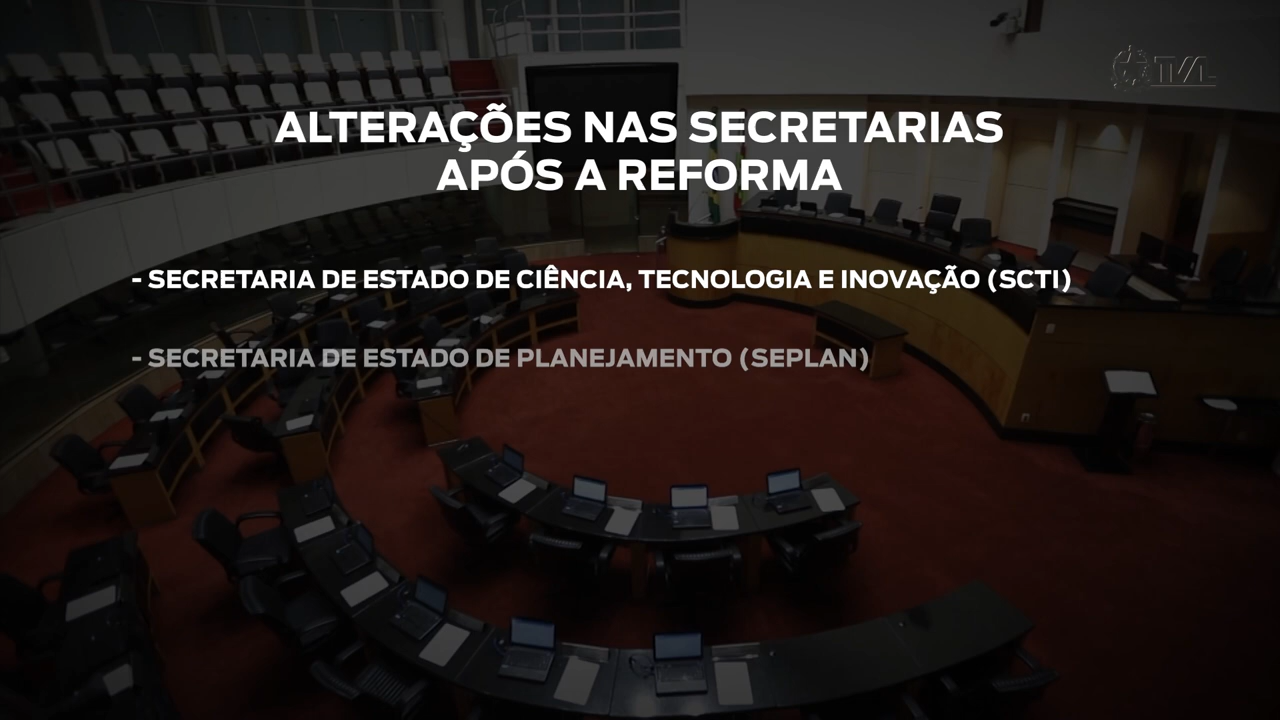 TVAL
ALTERAÇÕES NAS SECRETARIAS
APÓS A REFORMA
- SECRETARIA DE ESTADO DE CIÊNCIA, TECNOLOGIA E INOVAÇÃO (SCTI)
- SECRETARIA DE ESTADO DE PLANEJAMENTO (SEPLAN)